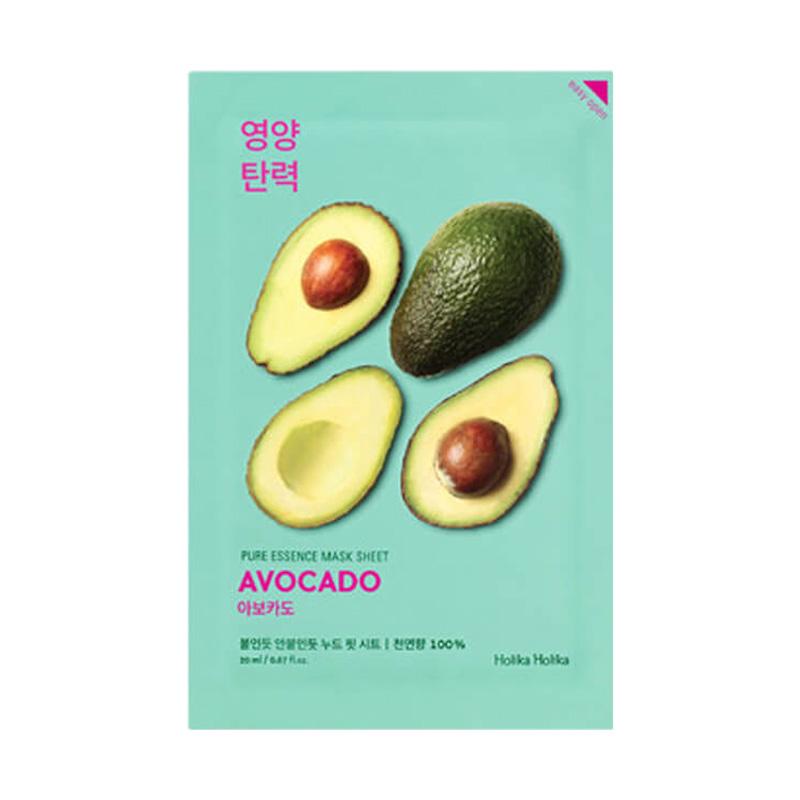 easy open
영양
탄력
PURE ESSENCE MASK SHEET
AVOCADO
아보카도
붙인듯 안붙인듯 누드 핏 시트 | 천연향 100%
20 ml / 0.67 fl.oz.
Holika Holika